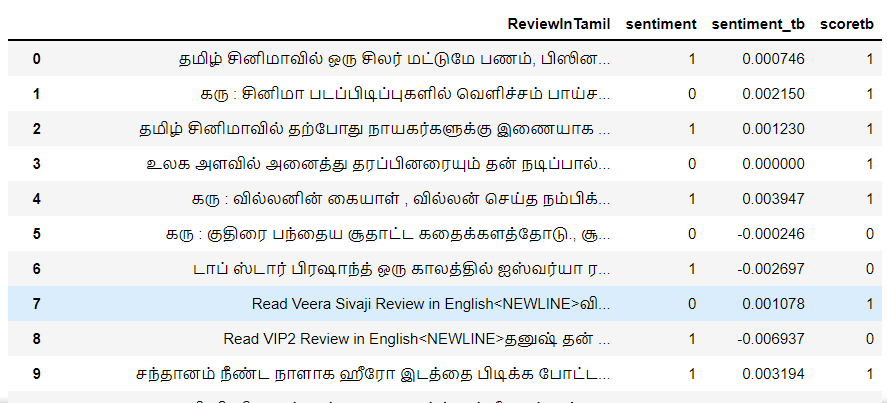 ReviewInTamil sentiment sentiment_tb scoretb
0 தமிழ் சினிமாவில் ஒரு சிலர் மட்டுமே பணம், பிஸின... 1 0.000746 1
1 கரு : சினிமா படப்பிடிப்புகளில் வெளிச்சம் பாய்ச... 0 0.002150 1
2 தமிழ் சினிமாவில் தற்போது நாயகர்களுக்கு இணையாக ... 1 0.001230 1
3 உலக அளவில் அனைத்து தரப்பினரையும் தன் நடிப்பால்... 0 0.000000 1
4 கரு : வில்லனின் கையாள் , வில்லன் செய்த நம்பிக்... 1 0.003947 1
5 கரு : குதிரை பந்தைய சூதாட்ட கதைக்களத்தோடு., சூ... 0 -0.000246 0
6 டாப் ஸ்டார் பிரஷாந்த் ஒரு காலத்தில் ஐஸ்வர்யா ர... 1 -0.002697 0
7 Read Veera Sivaji Review in English<NEWLINE>வி... 0 0.001078 1
8 Read VIP2 Review in English<NEWLINE>தனுஷ் தன் ... 1 -0.006937 0
9 சந்தானம் நீண்ட நாளாக ஹீரோ இடத்தை பிடிக்க போட்ட... 1 0.003194 1